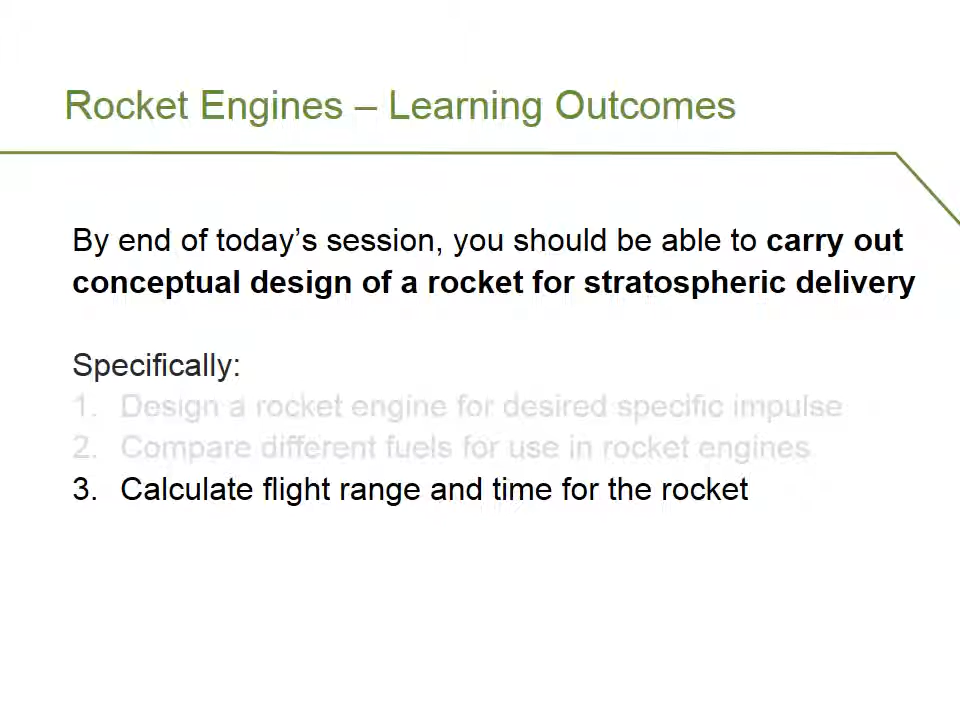 Rocket Engines – Learning Outcomes
By end of today’s session, you should be able to carry out
conceptual design of a rocket for stratospheric delivery
Specifically:
1. Design a rocket engine for desired specific impulse
2. Compare different fuels for use in rocket engines
3. Calculate flight range and time for the rocket